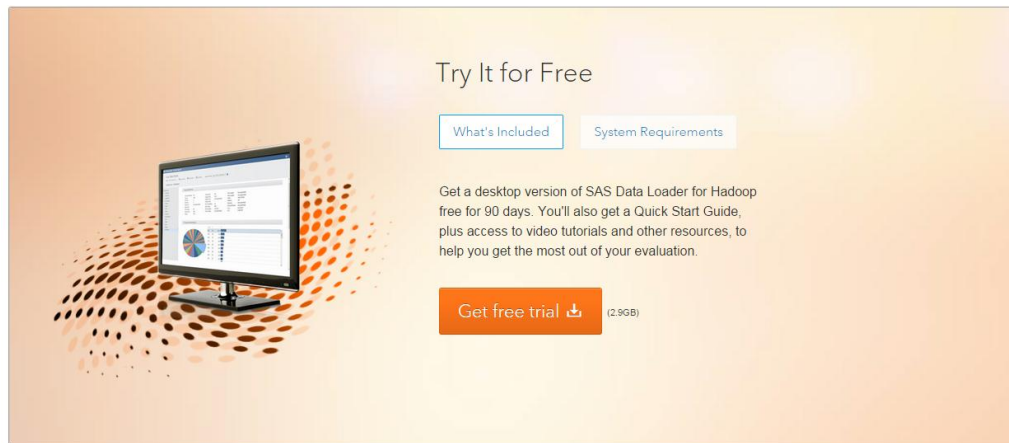 Try It for Free
What's Included
System Requirements
Get a desktop version of SAS Data Loader for Hadoop
free for 90 days. You'll also get a Quick Start Guide,
plus access to video tutorials and other resources, to
help you get the most out of your evaluation.
Get free trial
(2.9GB)